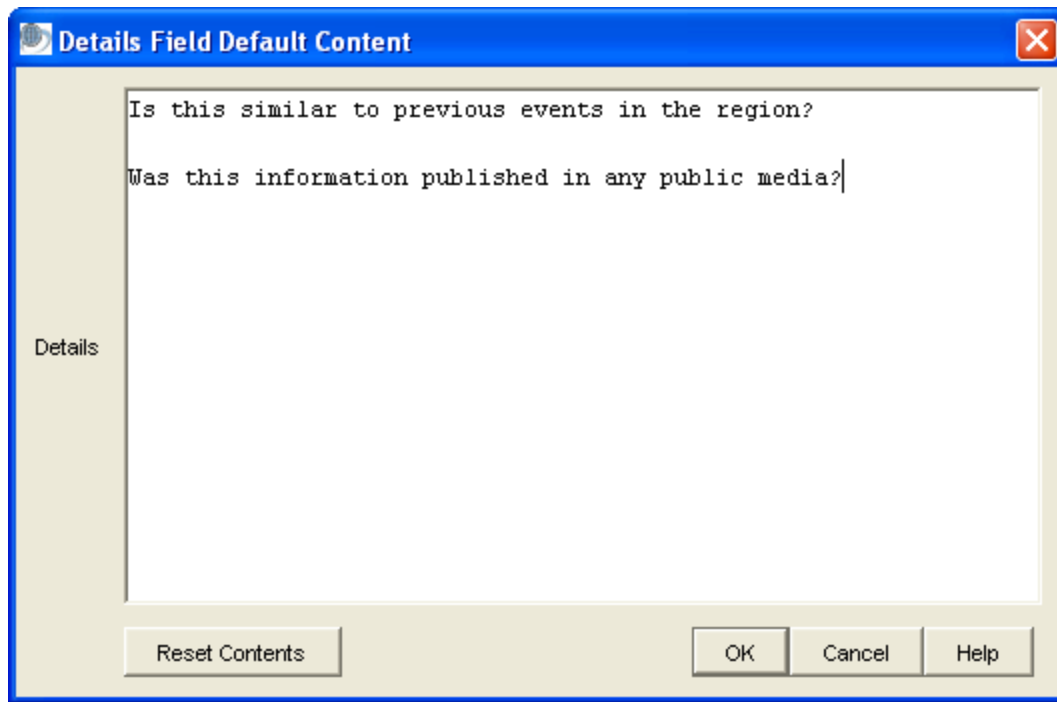 Details Field Default Content
Is this similar to previous events in the region?
Was this information published in any public media?
Details
Reset Contents
OK
Cancel
Help